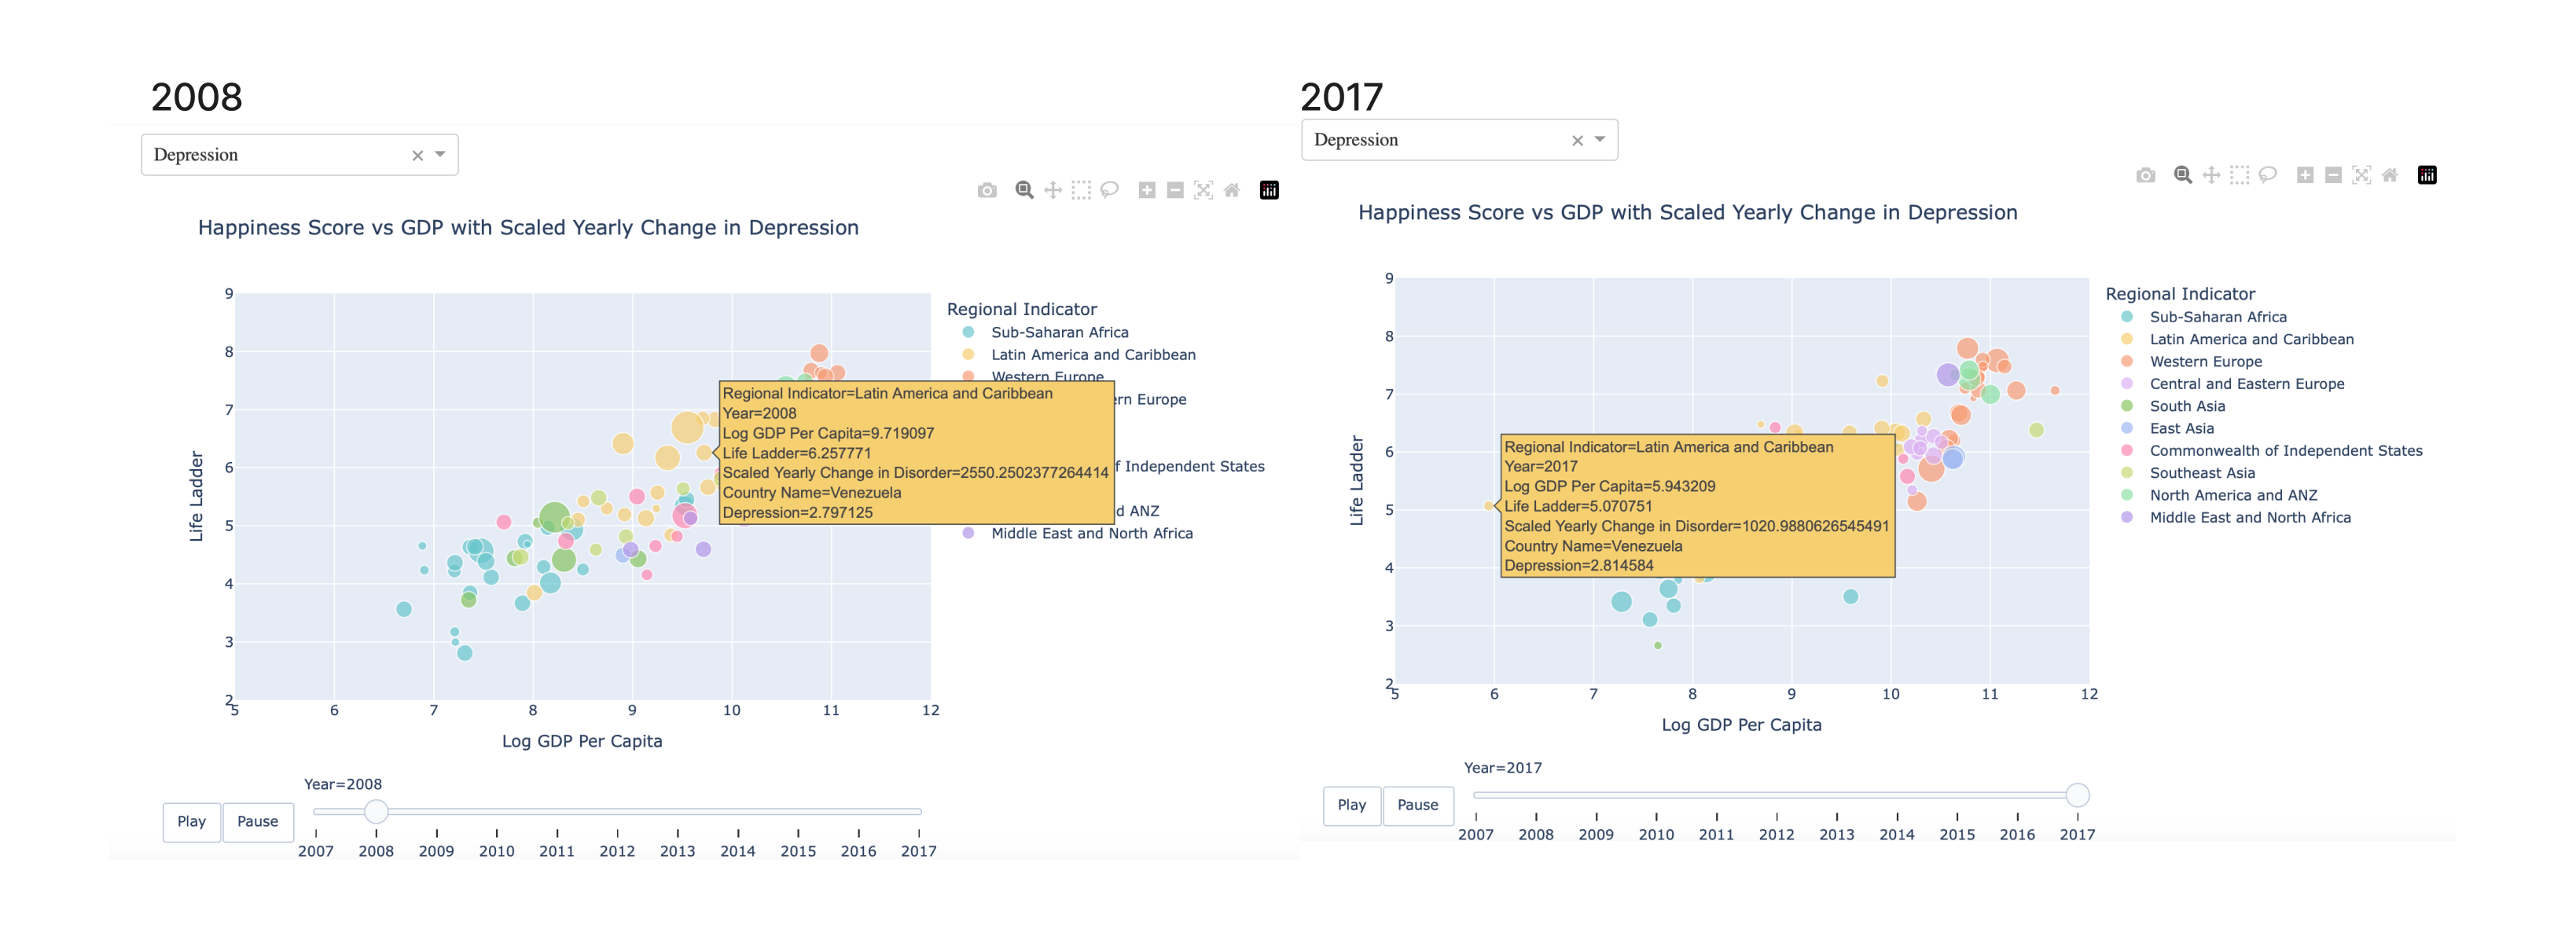 2008
Depression
Happiness Score vs GDP with Scaled Yearly Change in Depression
9
8
7
6
5
4
3
2
Life Ladder
5 6 7 8 9 10 11 12
Log GDP Per Capita
Regional Indicator
Sub-Saharan Africa
Latin America and Caribbean
Western Europe
rn Europe
f Independent States
d ANZ
Middle East and North Africa
Regional Indicator=Latin America and Caribbean
Year=2008
Log GDP Per Capita=9.719097
Life Ladder=6.257771
Scaled Yearly Change in Disorder=2550.2502377264414
Country Name=Venezuela
Depression=2.797125
Year=2008
Play
Pause
2007 2008 2009 2010 2011 2012 2013 2014 2015 2016 2017
2017
Depression
Happiness Score vs GDP with Scaled Yearly Change in Depression
9
8
7
6
5
4
3
2
Life Ladder
5 6 7 8 9 10 11 12
Log GDP Per Capita
Regional Indicator
Sub-Saharan Africa
Latin America and Caribbean
Western Europe
Central and Eastern Europe
South Asia
East Asia
Commonwealth of Independent States
Southeast Asia
North America and ANZ
Middle East and North Africa
Regional Indicator=Latin America and Caribbean
Year=2017
Log GDP Per Capita=5.943209
Life Ladder=5.070751
Scaled Yearly Change in Disorder=1020.9880626545491
Country Name=Venezuela
Depression=2.814584
Year=2017
Play
Pause
2007 2008 2009 2010 2011 2012 2013 2014 2015 2016 2017